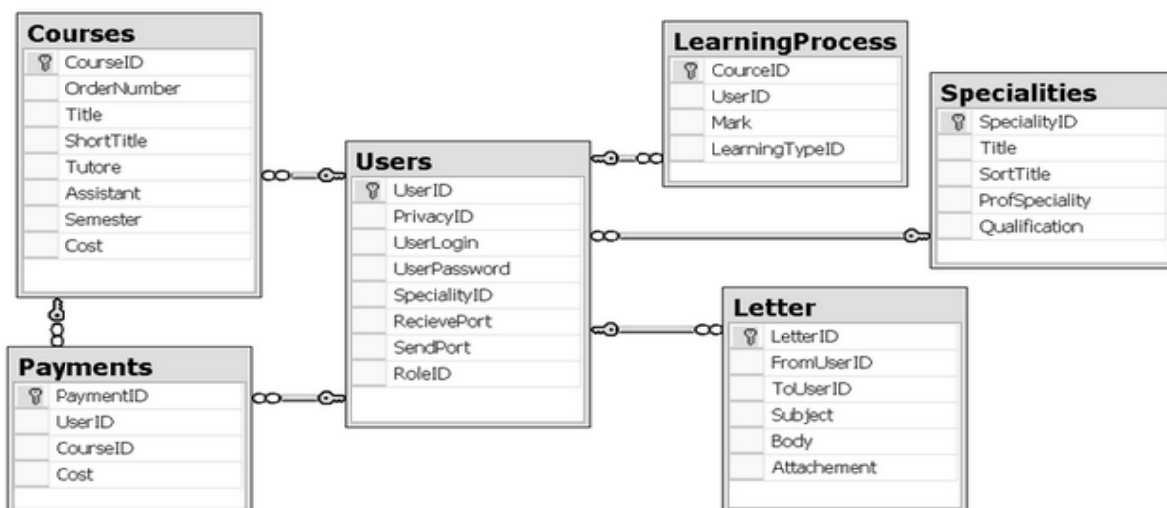 Courses
CourseID
OrderNumber
Title
ShortTitle
Tutore
Assistant
Semester
Cost
Payments
PaymentID
UserID
CourseID
Cost
Users
UserID
PrivacyID
UserLogin
UserPassword
SpecialityID
RecievePort
SendPort
RoleID
LearningProcess
CourceID
UserID
Mark
LearningTypeID
Specialities
SpecialityID
Title
SortTitle
ProfSpeciality
Qualification
Letter
LetterID
FromUserID
ToUserID
Subject
Body
Attachement